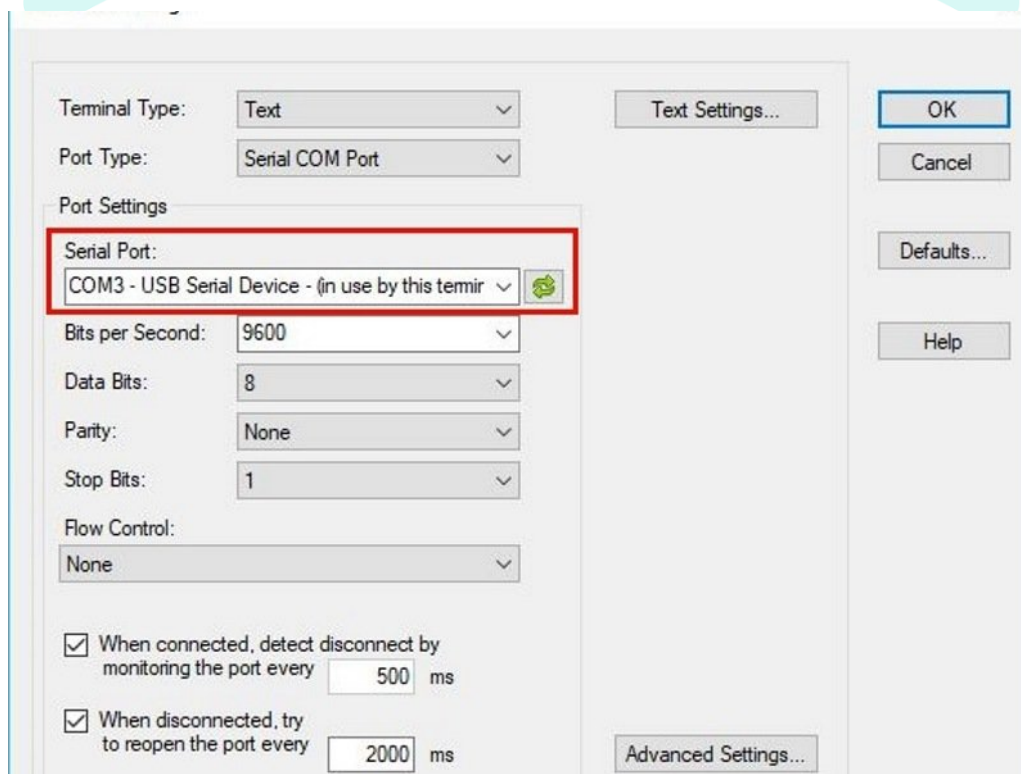 Terminal Type:
Text
Text Settings...
OK
Port Type:
Serial COM Port
Cancel
Port Settings
Serial Port:
COM3 - USB Serial Device - (in use by this termir
Defaults...
Bits per Second:
9600
Help
Data Bits:
8
Parity:
None
Stop Bits:
1
Flow Control:
None
When connected, detect disconnect by
monitoring the port every
500 ms
When disconnected, try
to reopen the port every
2000 ms
Advanced Settings...